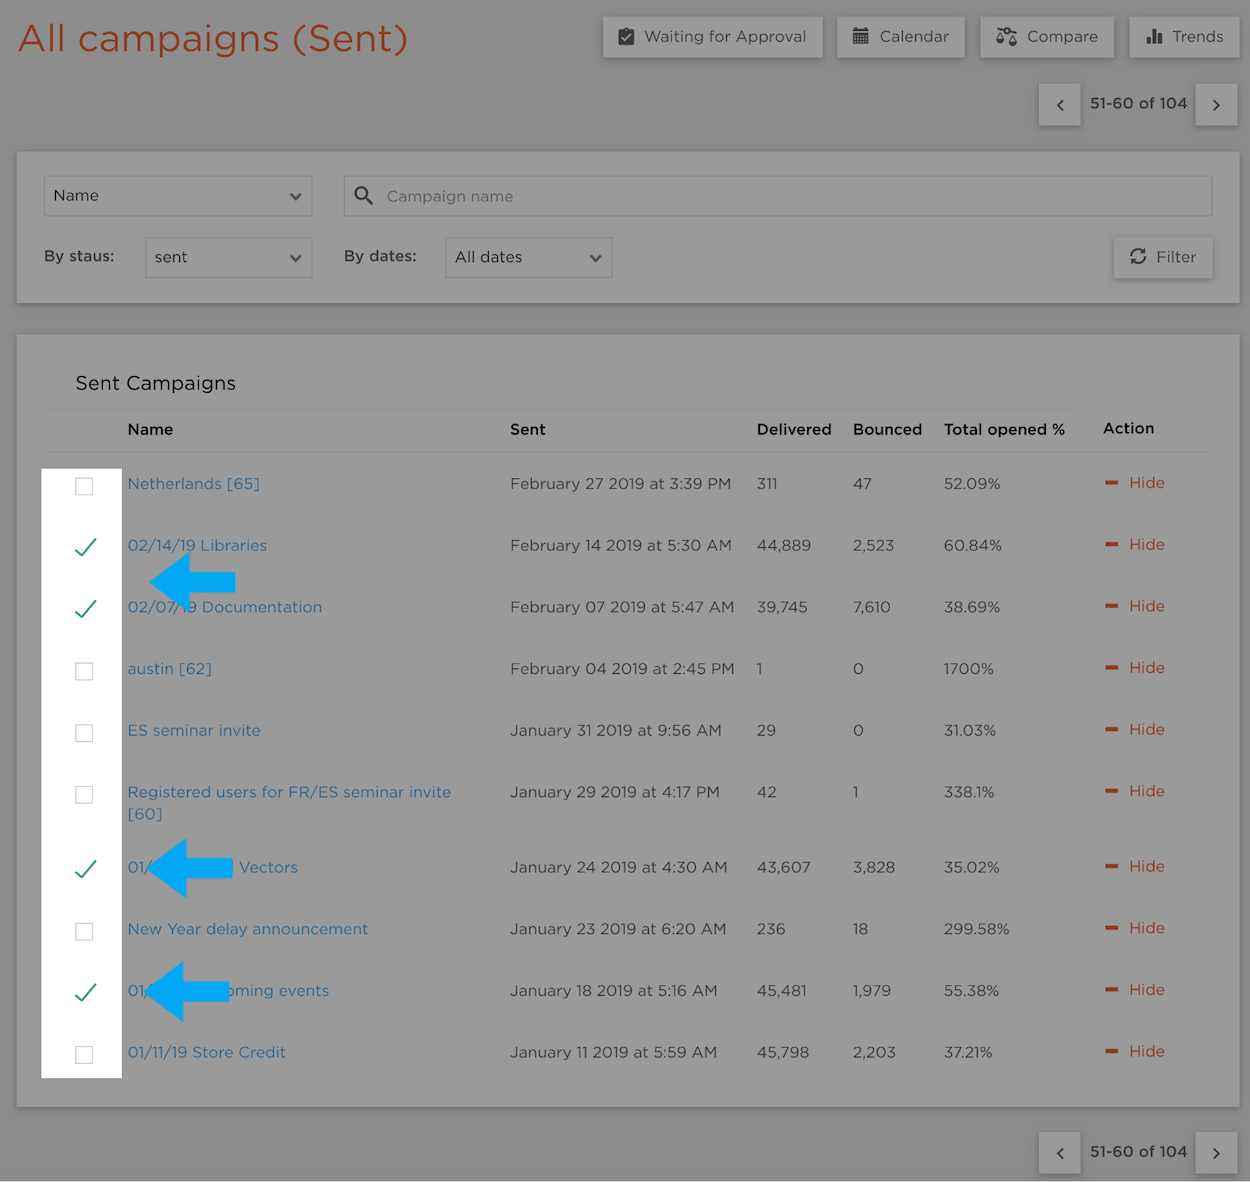 All campaigns (Sent)
Waiting for Approval
Calendar
Compare
Trends
51-60 of 104
Name
Campaign name
By staus:
sent
By dates:
All dates
Filter
Sent Campaigns
Name Sent Delivered Bounced Total opened % Action
Netherlands [65] February 27 2019 at 3:39 PM 311 47 52.09% Hide
02/14/19 Libraries February 14 2019 at 5:30 AM 44,889 2,523 60.84% Hide
02/07/19 Documentation February 07 2019 at 5:47 AM 39,745 7,610 38.69% Hide
austin [62] February 04 2019 at 2:45 PM 1 0 1700% Hide
ES seminar invite January 31 2019 at 9:56 AM 29 0 31.03% Hide
Registered users for FR/ES seminar invite January 29 2019 at 4:17 PM 42 1 338.1% Hide
[60]
01/ Vectors January 24 2019 at 4:30 AM 43,607 3,828 35.02% Hide
New Year delay announcement January 23 2019 at 6:20 AM 236 18 299.58% Hide
01/ events January 18 2019 at 5:16 AM 45,481 1,979 55.38% Hide
01/11/19 Store Credit January 11 2019 at 5:59 AM 45,798 2,203 37.21% Hide
51-60 of 104